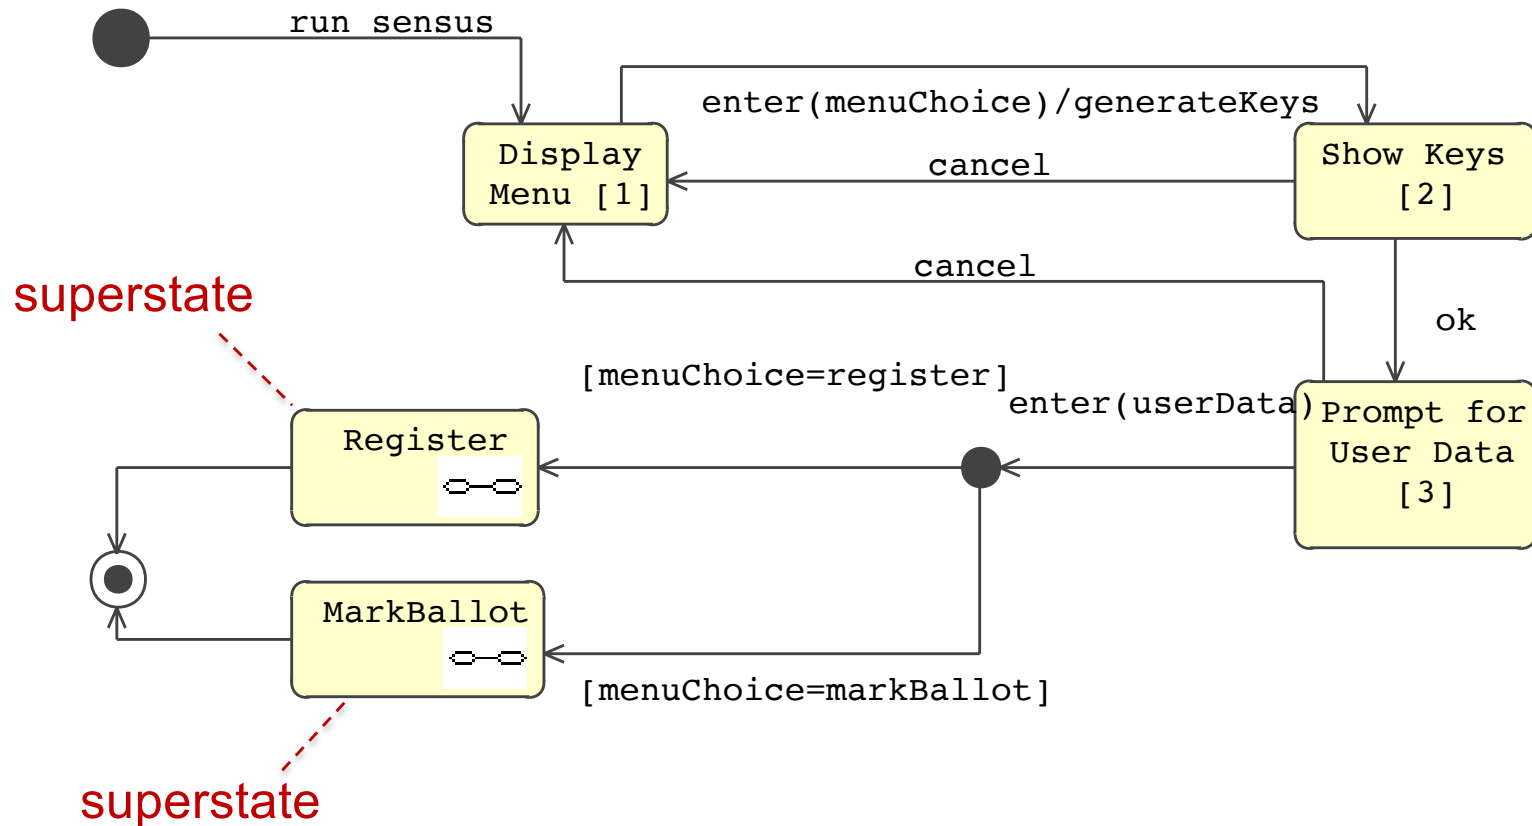 run sensus
enter(menuChoice)/generateKeys
Display
Menu [1]
cancel
Show Keys
[2]
cancel
superstate
ok
[menuChoice=register]
enter(userData)
Prompt for
User Data
[3]
Register
MarkBallot
[menuChoice=markBallot]
superstate